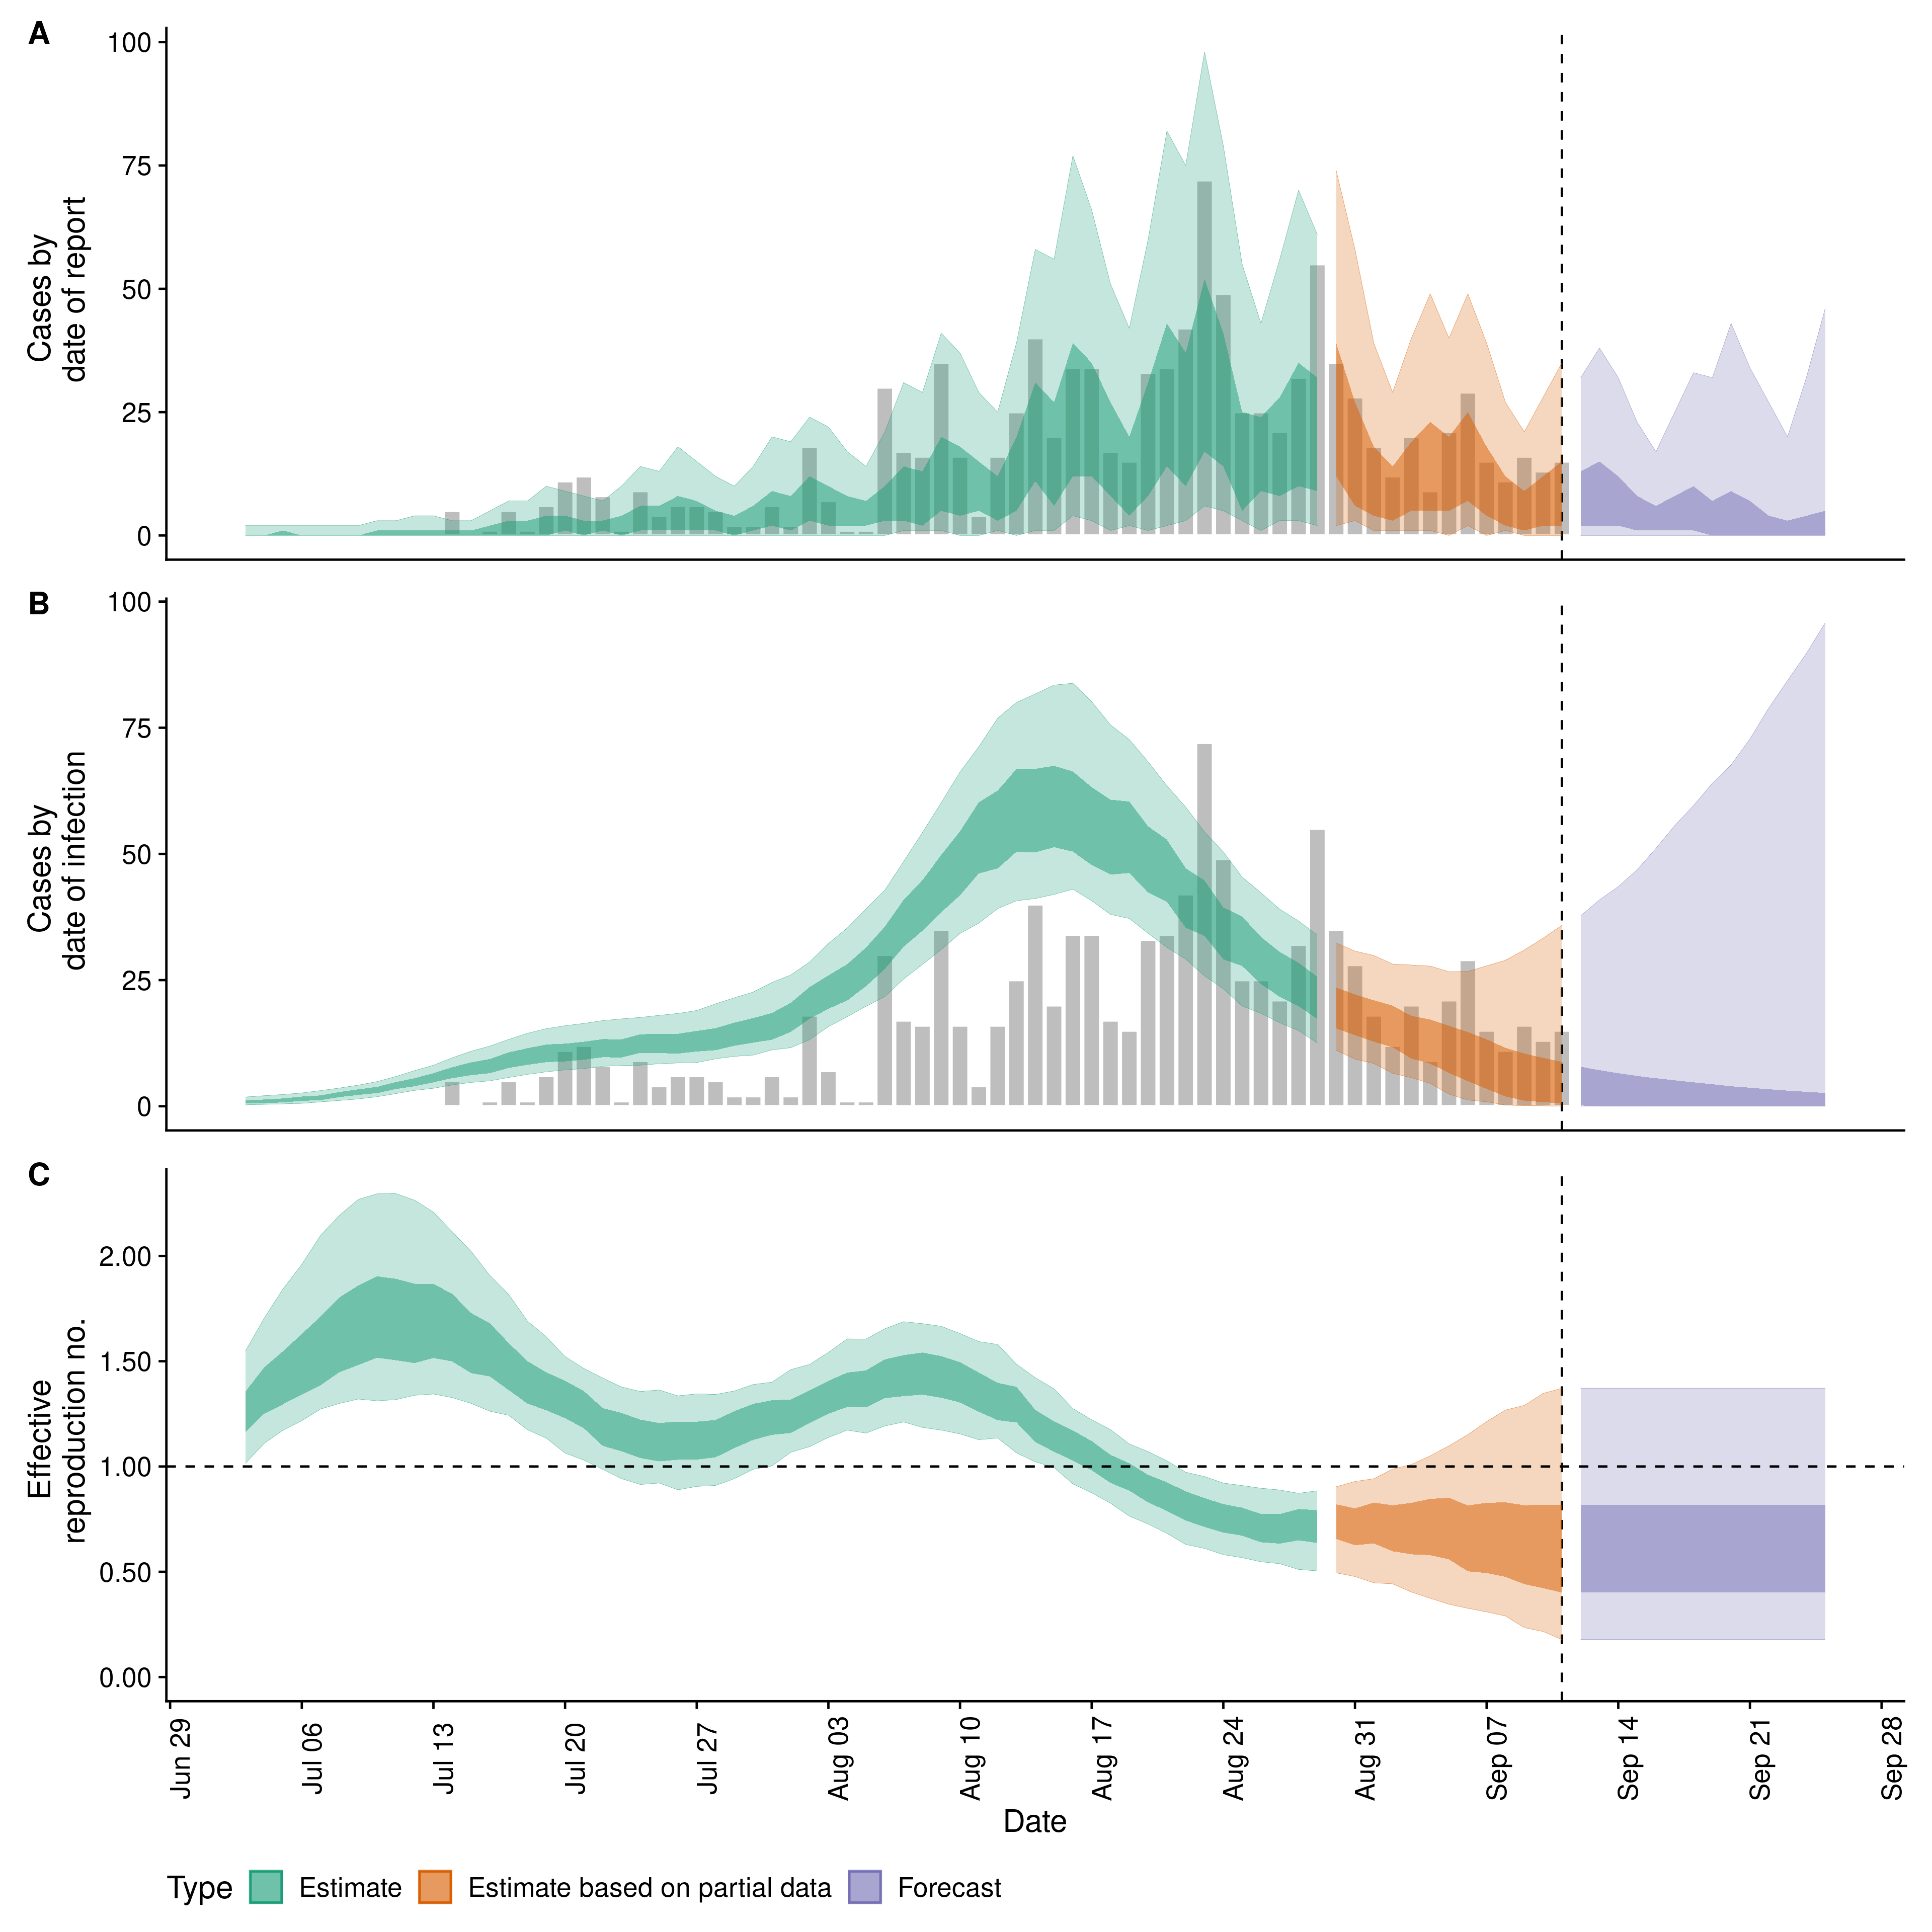 A
100
75
50
25
0
Cases by
date of report
B
100
75
50
25
0
Cases by
date of infection
C
2.00
1.50
1.00
0.50
0.00
Effective
reproduction no.
Jun 29
Jul 06
Jul 13
Jul 20
Jul 27
Aug 03
Aug 10
Aug 17
Aug 24
Aug 31
Sep 07
Sep 14
Sep 21
Sep 28
Date
Type Estimate Estimate based on partial data Forecast